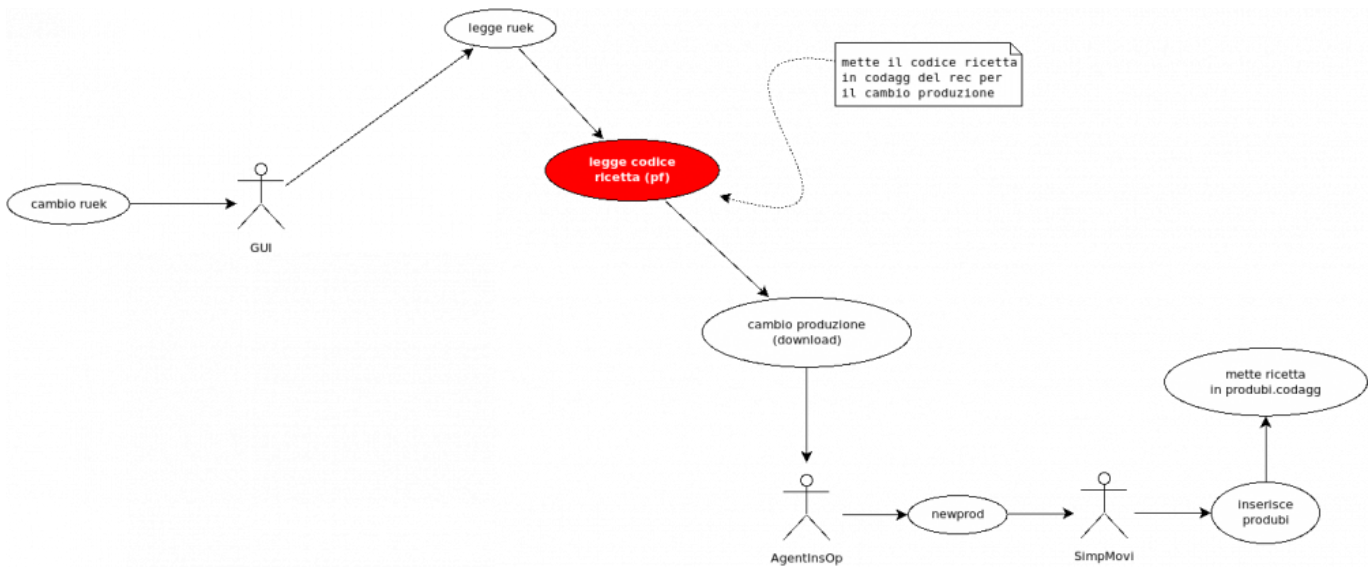 legge ruek
mette il codice ricetta
in codagg del rec per
il cambio produzione
legge codice
ricetta (pf)
cambio ruek
GUI
cambio produzione
(download)
mette ricetta
in produbi.codagg
newprod
inserisce
produbi
AgentInsOp
SimpMovi